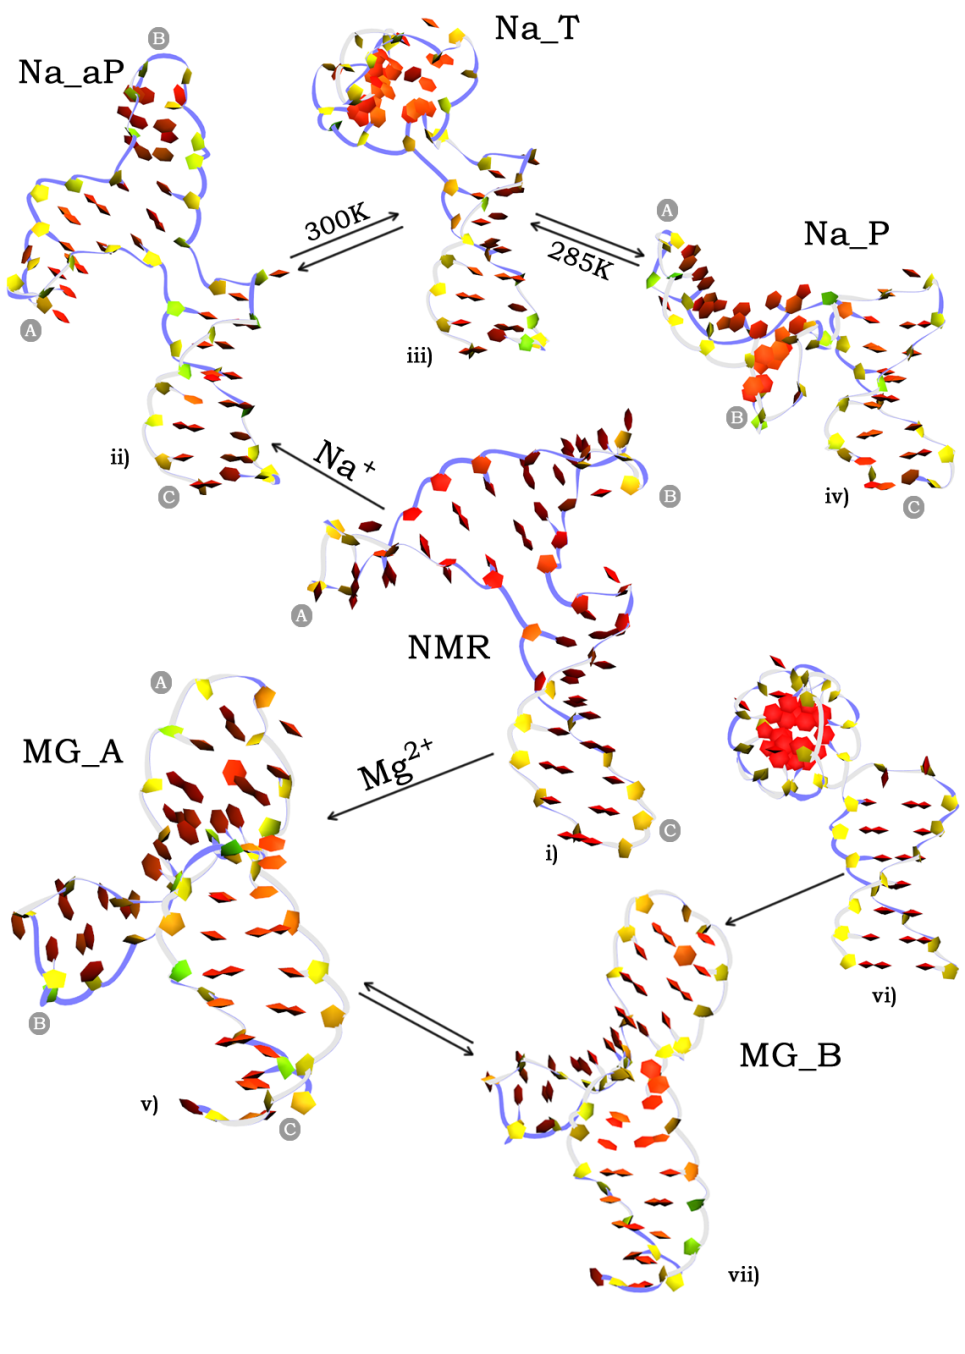 Na_T
B
Na_aP
A
300K
Na_P
285K
A
iii)
B
ii)
Na+
iv)
C
C
B
A
NMR
A
MG_A
Mg2+
C
i)
vi)
B
MG_B
v)
C
vii)